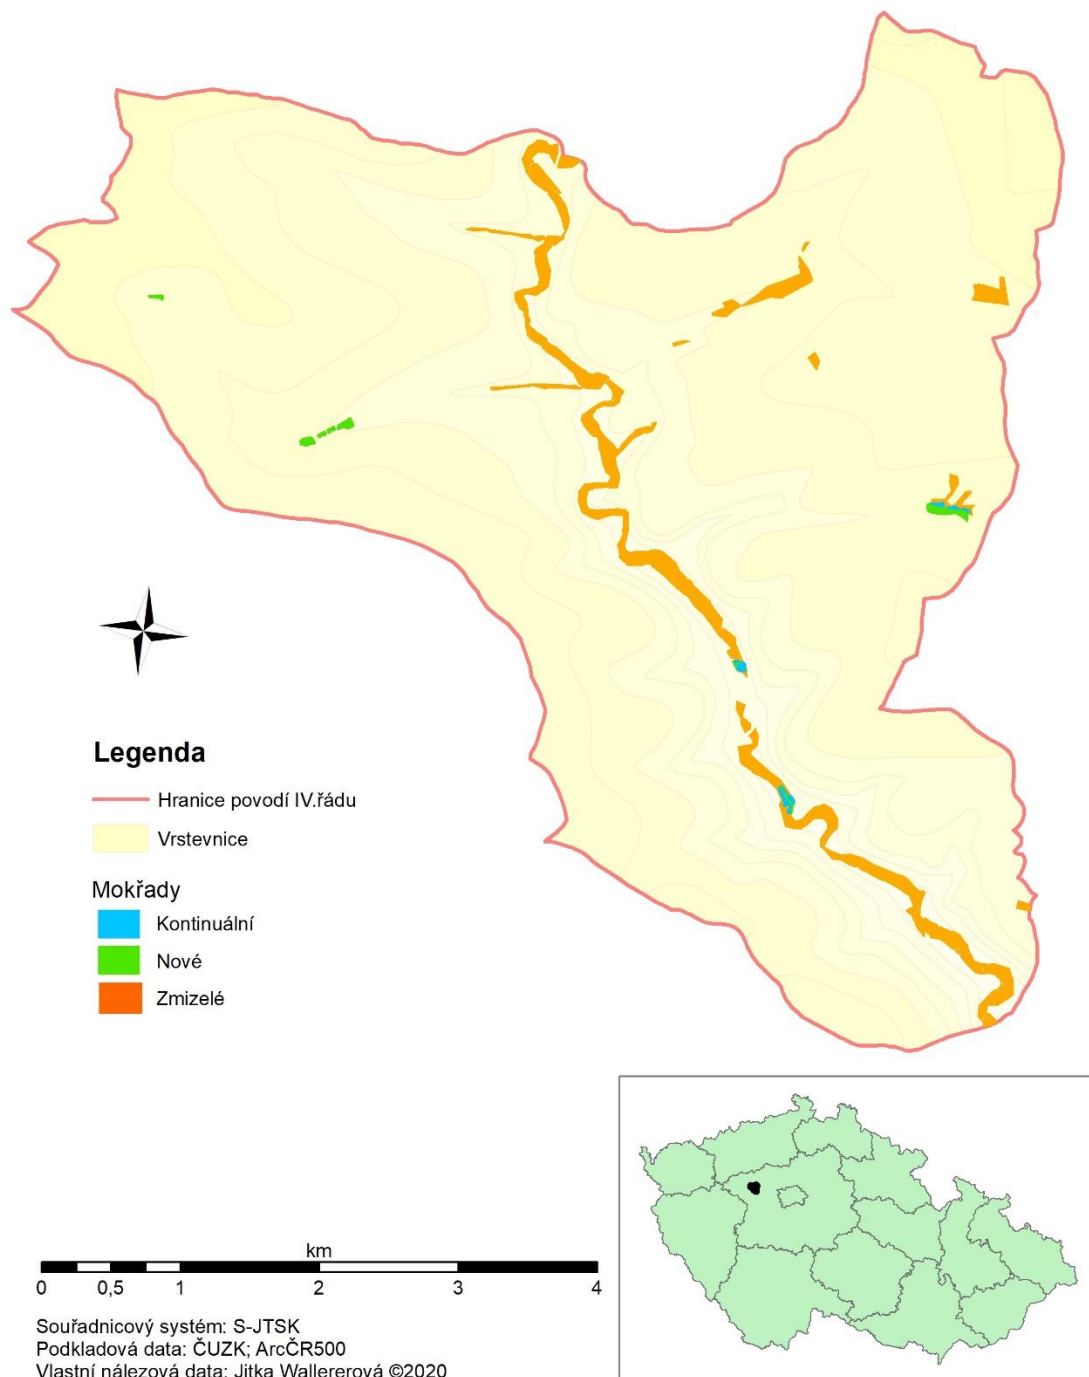 Legenda
Hranice povodí IV.řádu
Vrstevnice
Mokřady
Kontinuální
Nové
Zmizelé
km
0 0,5 1 2 3 4
Souřadnicový systém: S-JTSK
Podkladová data: ČUZK; ArcČR500
Vlastní nálezová data: Jitka Wallererová ©2020